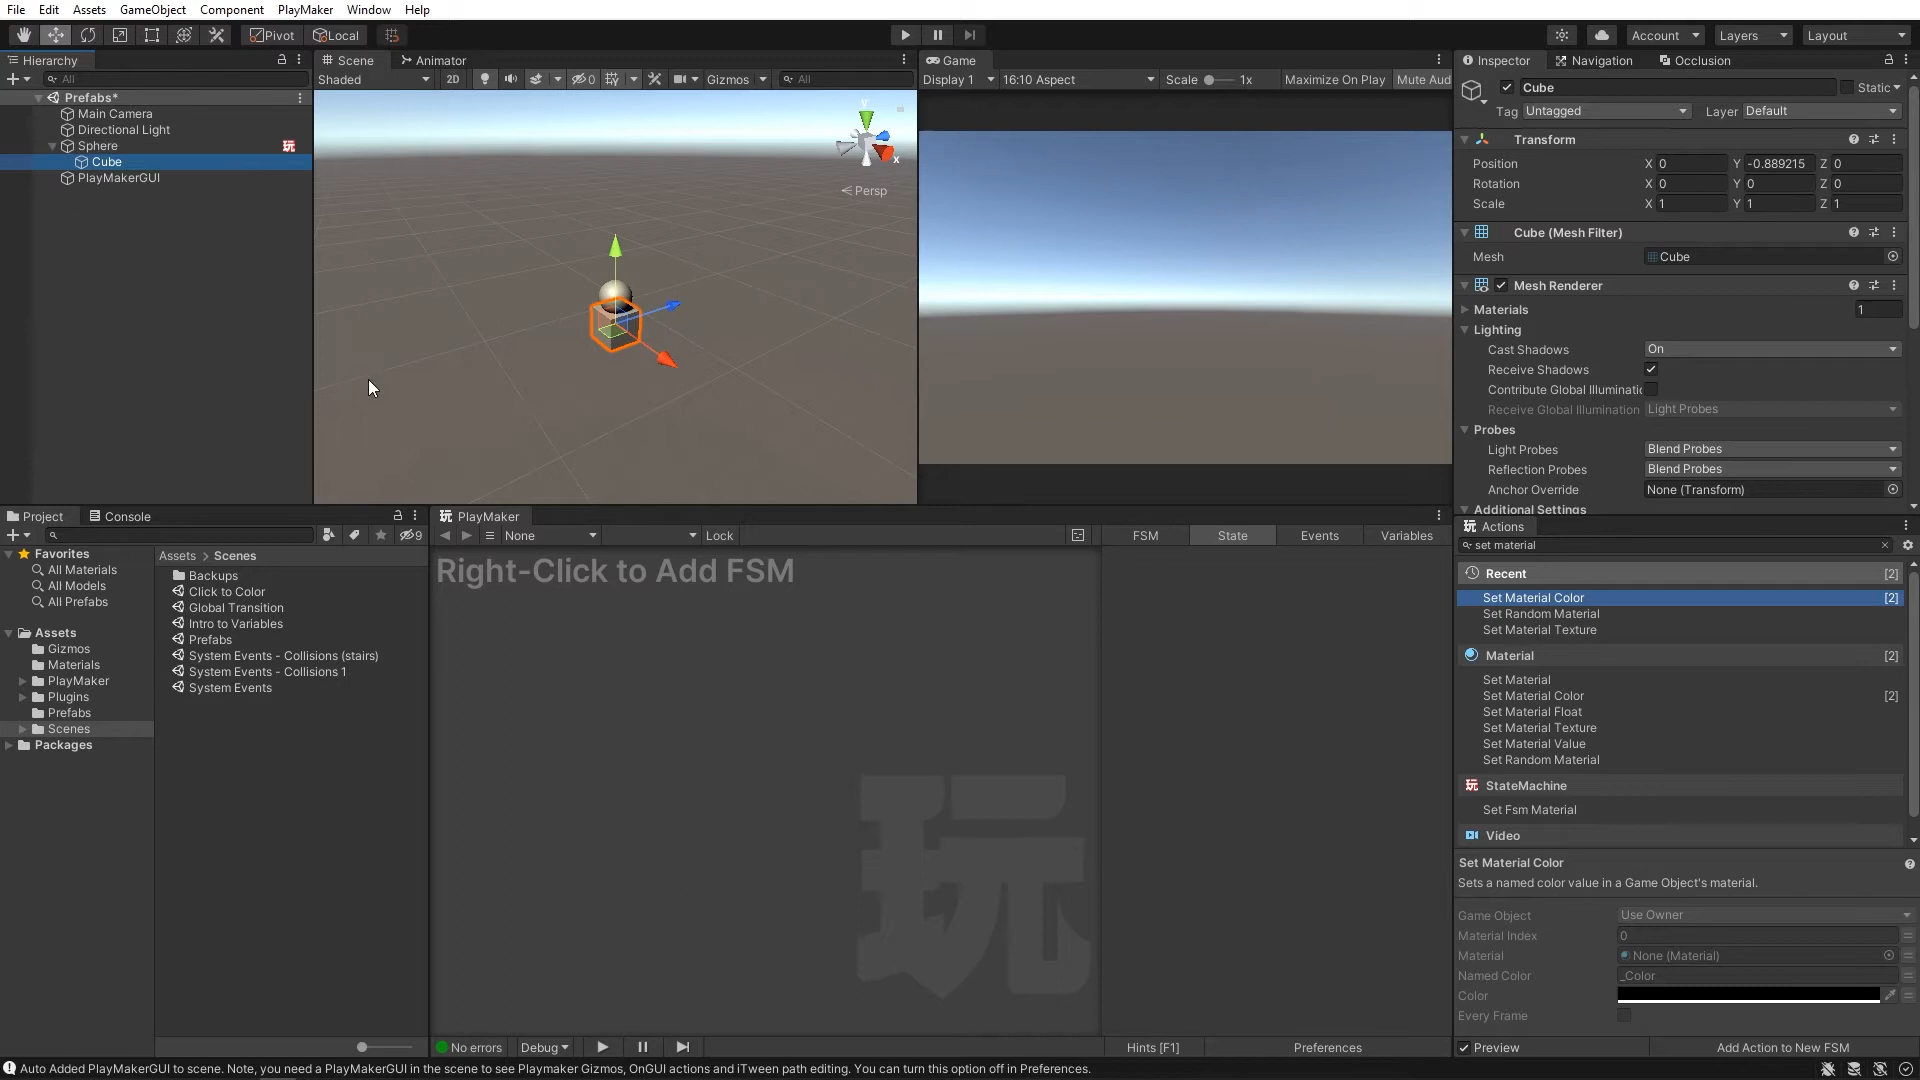 File Edit Assets GameObject Component PlayMaker Window Help
Pivot Local Account Layers Layout
Hierarchy
All
Prefabs*
Main Camera
Directional Light
Sphere 玩
Cube
PlayMakerGUI
Scene Animator
Shaded 2D 0 Gizmos All
y
x
Persp
Game
Display 1 16:10 Aspect Scale 1x Maximize On Play Mute Aud
Inspector Navigation Occlusion
Cube Static
Tag Untagged Layer Default
Transform
Position X 0 Y -0.889215 Z 0
Rotation X 0 Y 0 Z 0
Scale X 1 Y 1 Z 1
Cube (Mesh Filter)
Mesh Cube
Mesh Renderer
Materials 1
Lighting
Cast Shadows On
Receive Shadows
Contribute Global Illuminati
Receive Global Illumination Light Probes
Probes
Light Probes Blend Probes
Reflection Probes Blend Probes
Anchor Override None (Transform)
Additional Settings
Project Console
9
Favorites
All Materials
All Models
All Prefabs
Assets
Gizmos
Materials
PlayMaker
Plugins
Prefabs
Scenes
Packages
Assets > Scenes
Backups
Click to Color
Global Transition
Intro to Variables
Prefabs
System Events - Collisions (stairs)
System Events - Collisions 1
System Events
玩 PlayMaker
None Lock FSM State Events Variables
Right-Click to Add FSM
玩
No errors Debug Hints [F1] Preferences
玩 Actions
set material
Recent [2]
Set Material Color [2]
Set Random Material
Set Material Texture
Material [2]
Set Material
Set Material Color [2]
Set Material Float
Set Material Texture
Set Material Value
Set Random Material
玩 StateMachine
Set Fsm Material
Video
Set Material Color
Sets a named color value in a Game Object's material.
Game Object Use Owner
Material Index 0
Material None (Material)
Named Color _Color
Color
Every Frame
Preview Add Action to New FSM
Auto Added PlayMakerGUI to scene. Note, you need a PlayMakerGUI in the scene to see Playmaker Gizmos, OnGUI actions and iTween path editing. You can turn this option off in Preferences.